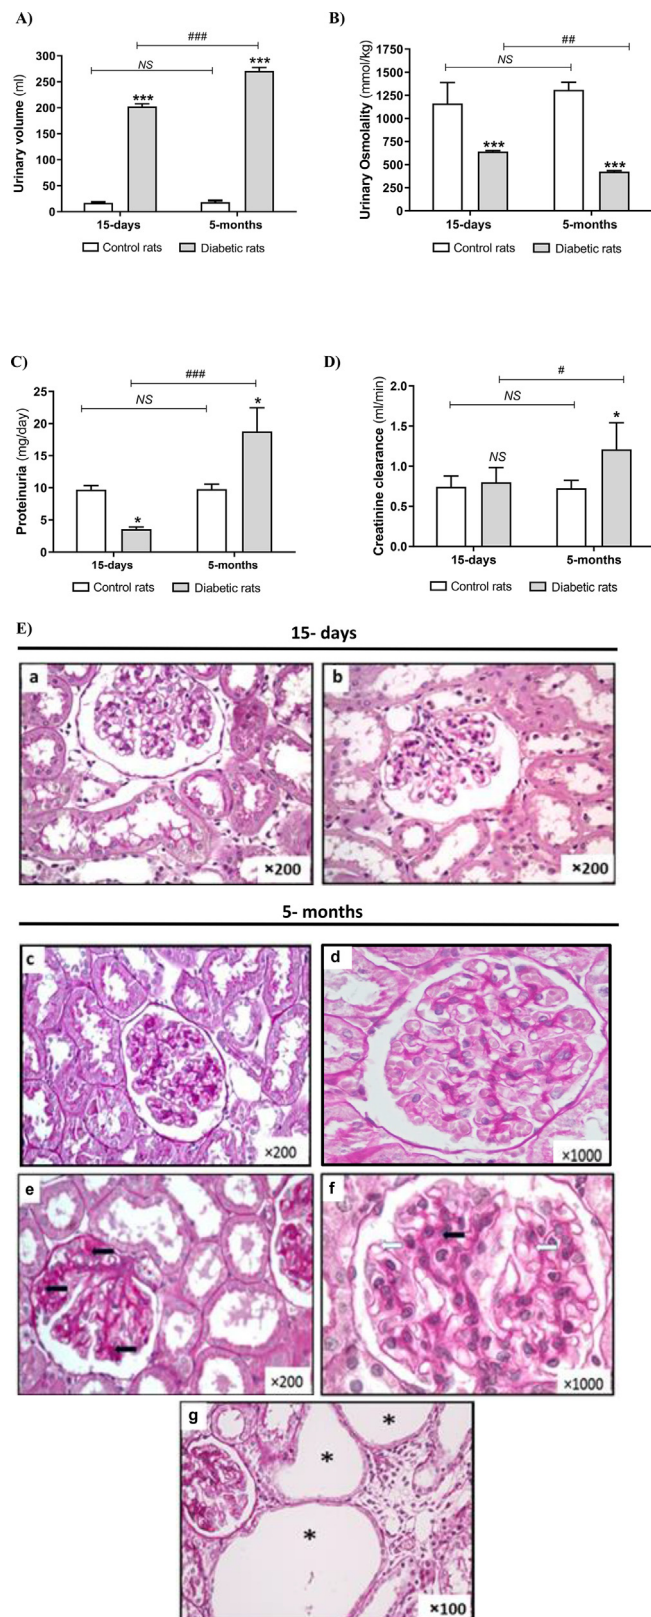 A)
###
NS
***
***
Urinary volume (ml)
300
250
200
150
100
50
0
15-days
5-months
Control rats
Diabetic rats
B)
##
NS
***
***
Urinary Osmolality (mmol/kg)
1750
1500
1250
1000
750
500
250
0
15-days
5-months
Control rats
Diabetic rats
C)
###
NS
*
*
Proteinuria (mg/day)
25
20
15
10
5
0
15-days
5-months
Control rats
Diabetic rats
D)
#
NS
*
NS
Creatinine clearance (ml/min)
2.0
1.5
1.0
0.5
0.0
15-days
5-months
Control rats
Diabetic rats
E)
15- days
a
×200
b
×200
5- months
c
×200
d
×1000
e
×200
f
×1000
g
*
*
*
×100